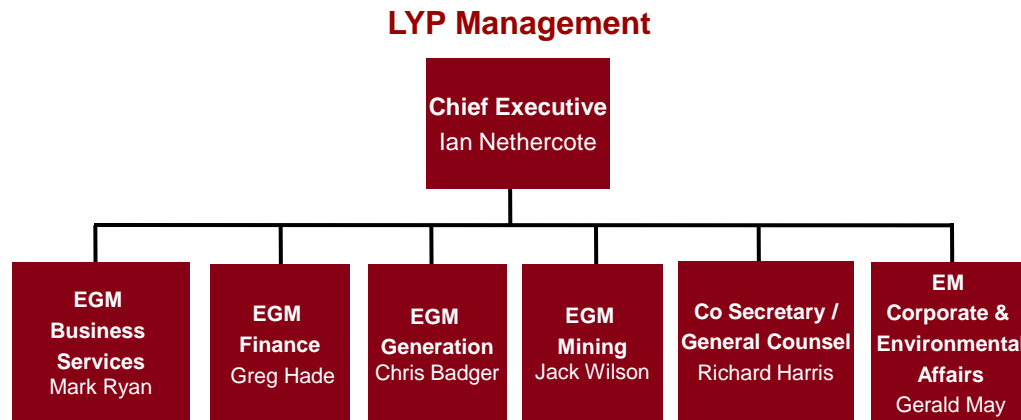 LYP Management
Chief Executive
Ian Nethercote
EGM
Business
Services
Mark Ryan
EGM
Finance
Greg Hade
EGM
Generation
Chris Badger
EGM
Mining
Jack Wilson
Co Secretary /
General Counsel
Richard Harris
EM
Corporate &
Environmental
Affairs
Gerald May